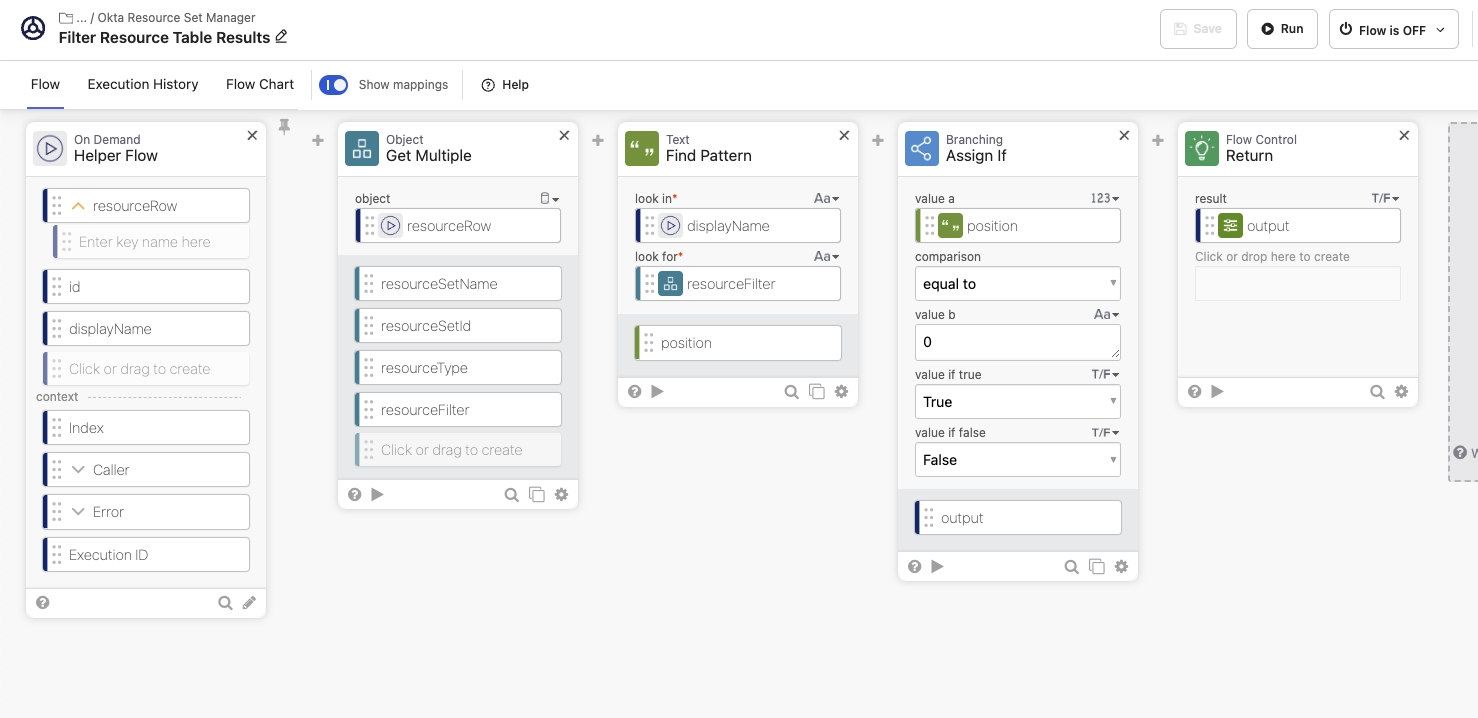 ... / Okta Resource Set Manager
Filter Resource Table Results
Save
Run
Flow is OFF
Flow
Execution History
Flow Chart
Show mappings
Help
On Demand
Helper Flow
resourceRow
Enter key name here
id
displayName
Click or drag to create
context
Index
Caller
Error
Execution ID
Object
Get Multiple
object
resourceRow
resourceSetName
resourceSetId
resourceType
resourceFilter
Click or drag to create
Text
Find Pattern
look in* Aa
displayName
look for* Aa
resourceFilter
position
Branching
Assign If
value a 123
position
comparison
equal to
value b Aa
0
value if true T/F
True
value if false T/F
False
output
Flow Control
Return
result T/F
output
Click or drop here to create